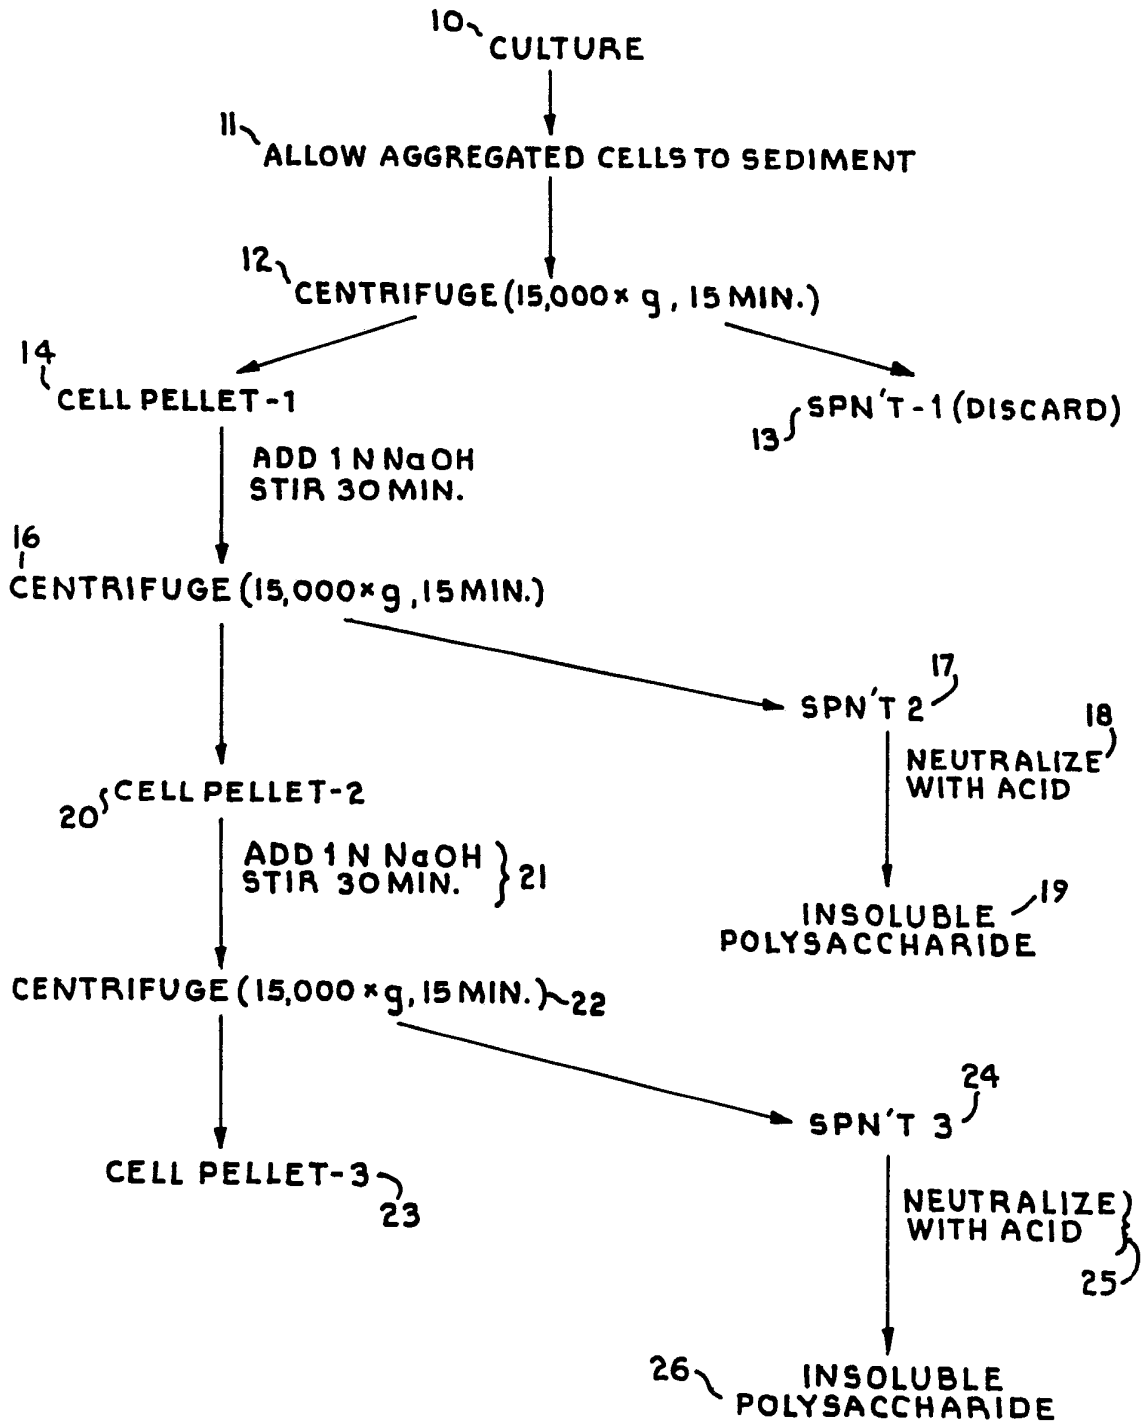 10
CULTURE
11
ALLOW AGGREGATED CELLS TO SEDIMENT
12
CENTRIFUGE (15,000 x g, 15 MIN.)
14
CELL PELLET-1
SPN'T-1 (DISCARD)
13
ADD 1 N NaOH
STIR 30 MIN.
16
CENTRIFUGE (15,000 x g, 15 MIN.)
17
SPN'T 2
18
NEUTRALIZE
WITH ACID
CELL PELLET-2
20
ADD 1 N NaOH
STIR 30 MIN.
21
19
INSOLUBLE
POLYSACCHARIDE
CENTRIFUGE (15,000 x g, 15 MIN.)
22
24
SPN'T 3
CELL PELLET-3
23
NEUTRALIZE
WITH ACID
25
26
INSOLUBLE
POLYSACCHARIDE